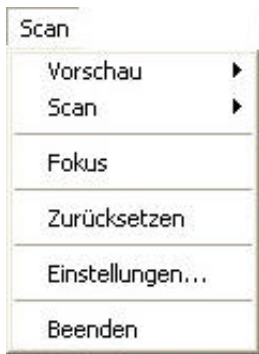 Scan
Vorschau
Scan
Fokus
Zurücksetzen
Einstellungen...
Beenden